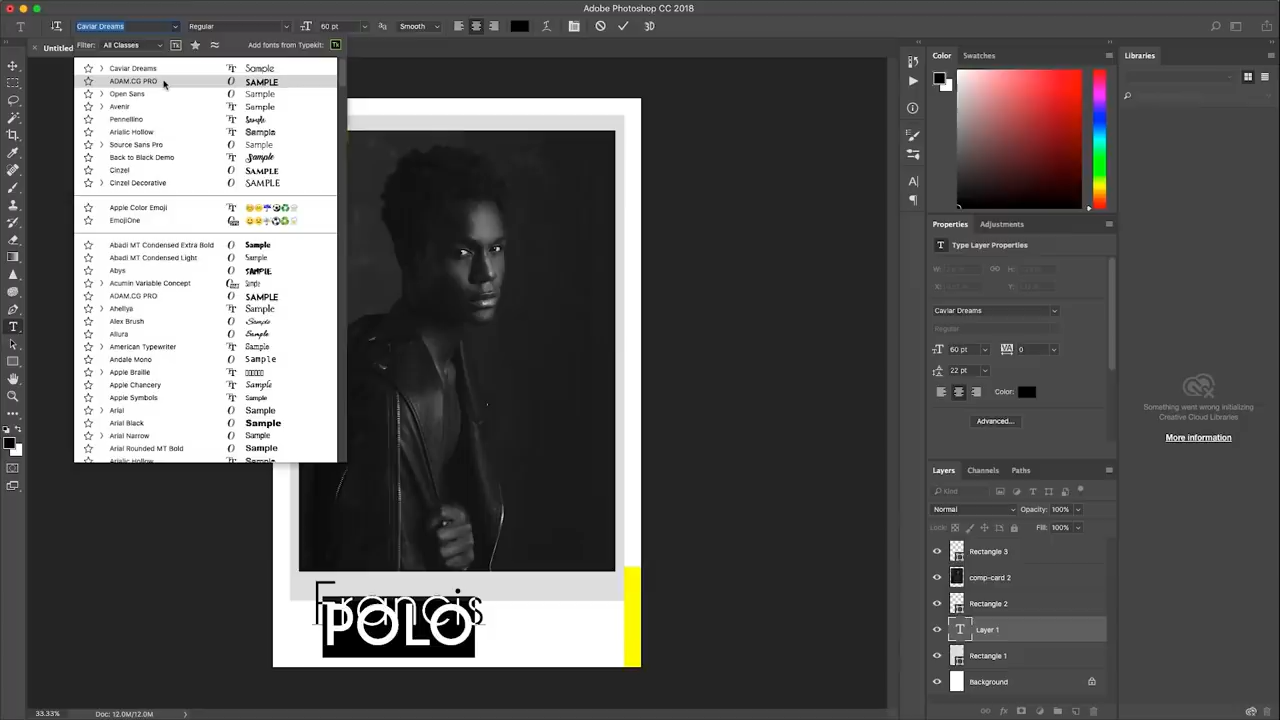 Adobe Photoshop CC 2018
Caviar Dreams
Regular
60 pt
Smooth
3D
Untitled
Filter: All Classes
Add fonts from Typekit:
Caviar Dreams Sample
ADAM.CG PRO SAMPLE
Open Sans Sample
Avenir Sample
Pennellino Sample
Arialic Hollow Sample
Source Sans Pro Sample
Back to Black Demo Sample
Cinzel SAMPLE
Cinzel Decorative SAMPLE
Apple Color Emoji
EmojiOne
Abadi MT Condensed Extra Bold Sample
Abadi MT Condensed Light Sample
Abys SAMPLE
Acumin Variable Concept Sample
ADAM.CG PRO SAMPLE
Ahellya Sample
Alex Brush Sample
Allura Sample
American Typewriter Sample
Andale Mono Sample
Apple Braille
Apple Chancery Sample
Apple Symbols Sample
Arial Sample
Arial Black Sample
Arial Narrow Sample
Arial Rounded MT Bold Sample
Arialic Hollow Sample
Francis
POLO
33.33%
Doc: 12.0M/12.0M
Color
Swatches
Properties
Adjustments
Type Layer Properties
W:
H:
X:
Y:
Caviar Dreams
Regular
60 pt
0
22 pt
Color:
Advanced...
Layers
Channels
Paths
Kind
Normal
Opacity: 100%
Lock:
Fill: 100%
Rectangle 3
comp-card 2
Rectangle 2
Layer 1
Rectangle 1
Background
Libraries
Something went wrong initializing
Creative Cloud Libraries
More information